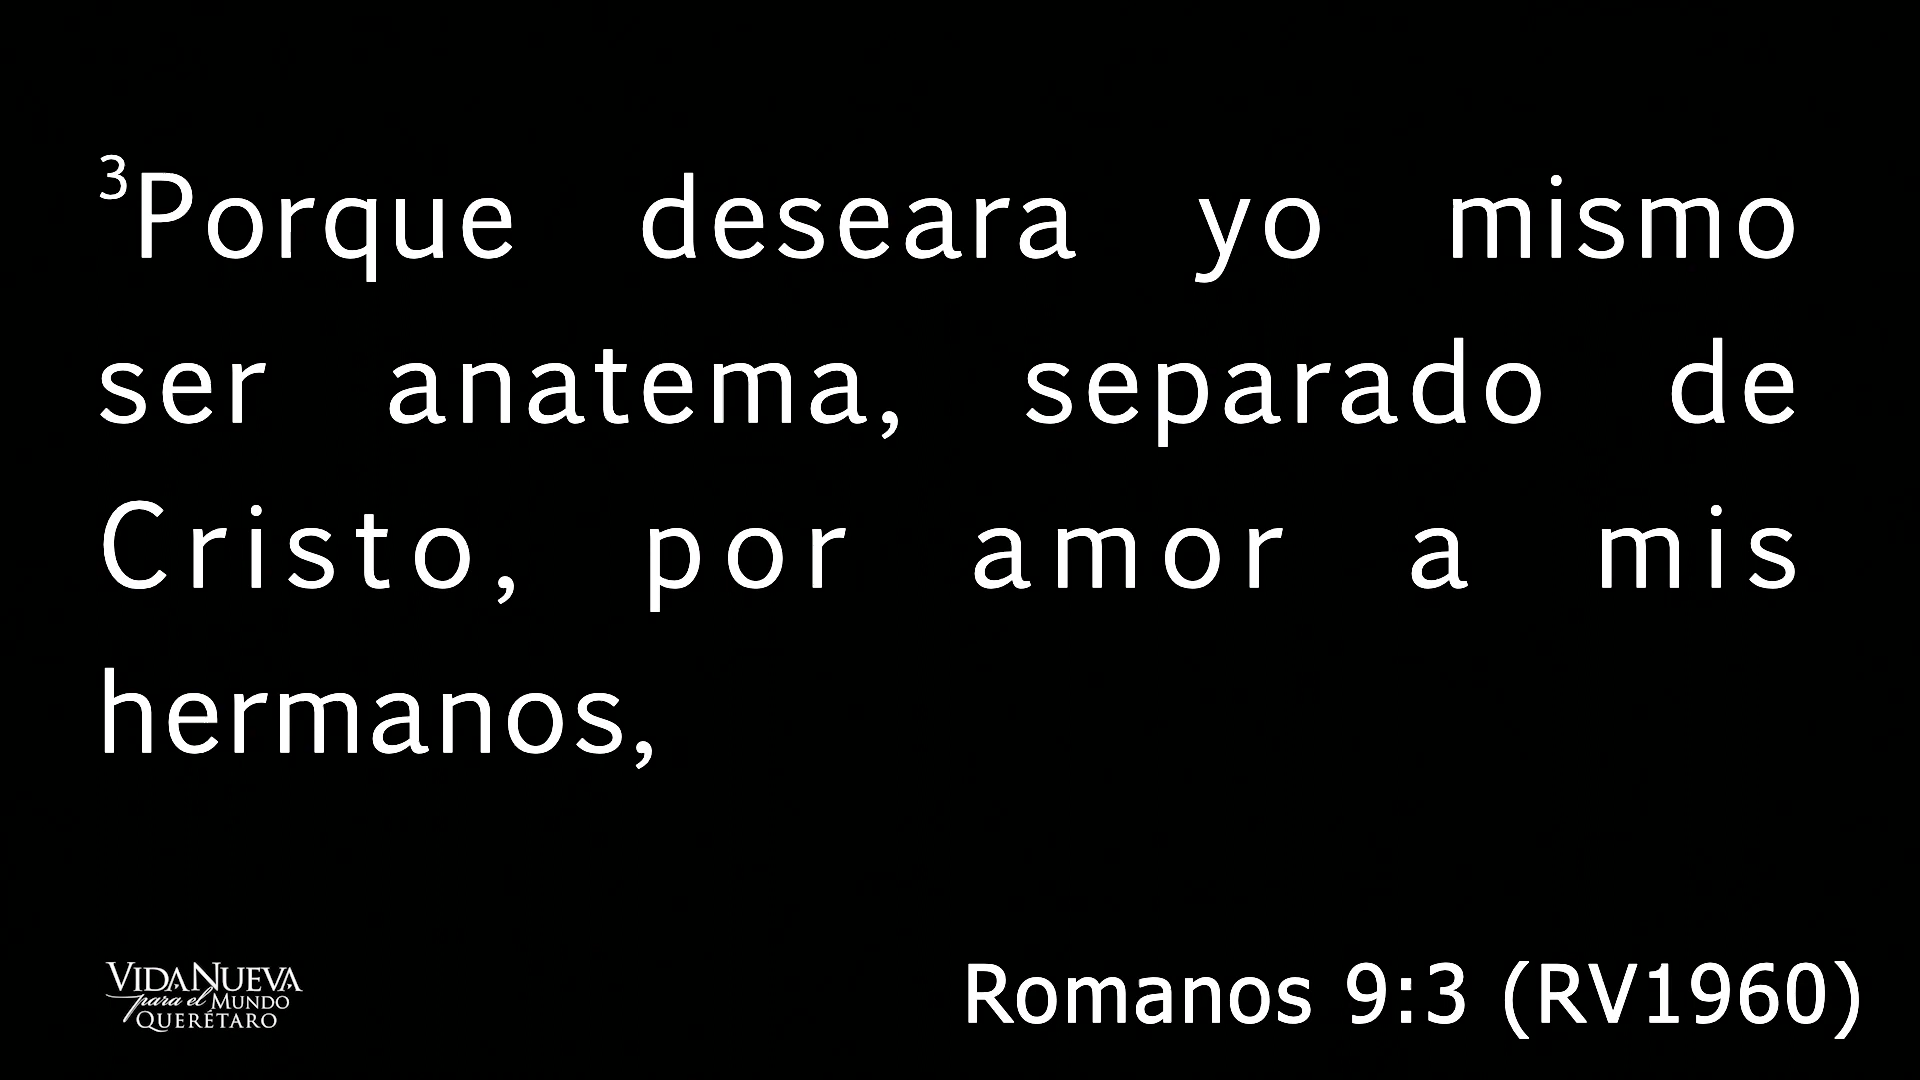 ³Porque deseara yo mismo
ser anatema, separado de
Cristo, por amor a mis
hermanos,
VIDA NUEVA
para el MUNDO
QUERÉTARO
Romanos 9:3 (RV1960)